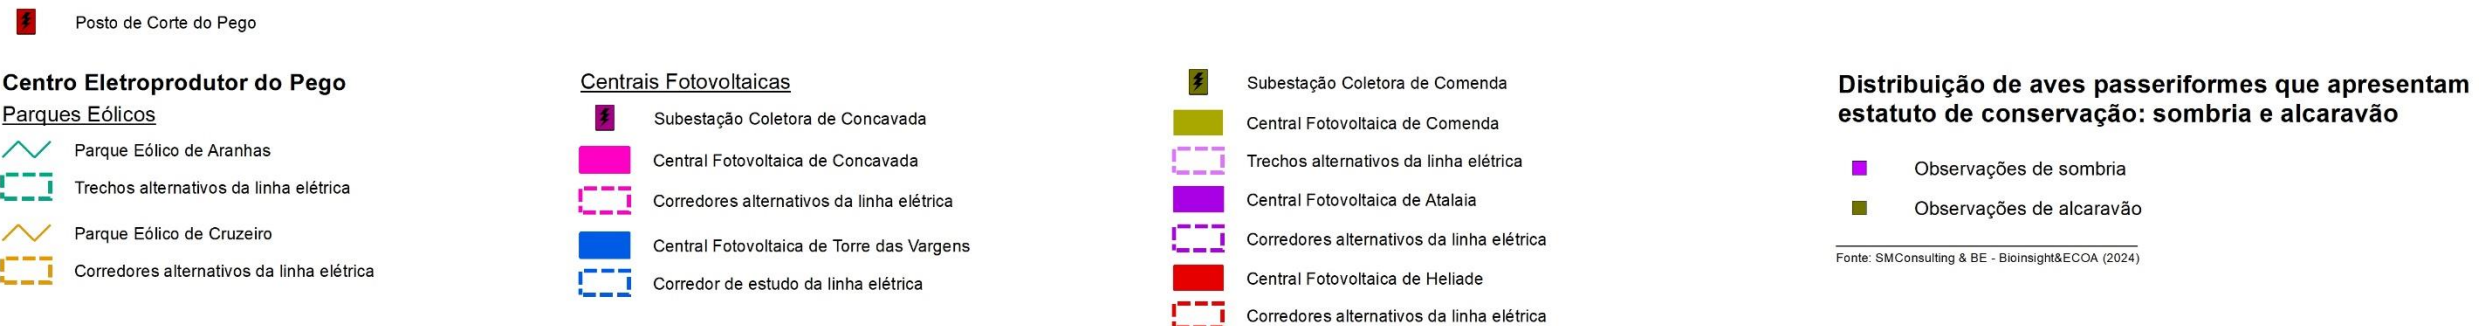 Posto de Corte do Pego
Centro Eletroprodutor do Pego
Parques Eólicos
Parque Eólico de Aranhas
Trechos alternativos da linha elétrica
Parque Eólico de Cruzeiro
Corredores alternativos da linha elétrica
Centrais Fotovoltaicas
Subestação Coletora de Concavada
Central Fotovoltaica de Concavada
Corredores alternativos da linha elétrica
Central Fotovoltaica de Torre das Vargens
Corredor de estudo da linha elétrica
Subestação Coletora de Comenda
Central Fotovoltaica de Comenda
Trechos alternativos da linha elétrica
Central Fotovoltaica de Atalaia
Corredores alternativos da linha elétrica
Central Fotovoltaica de Heliade
Corredores alternativos da linha elétrica
Distribuição de aves passeriformes que apresentam
estatuto de conservação: sombria e alcaravão
Observações de sombria
Observações de alcaravão
Fonte: SMConsulting & BE - Bioinsight&ECOA (2024)